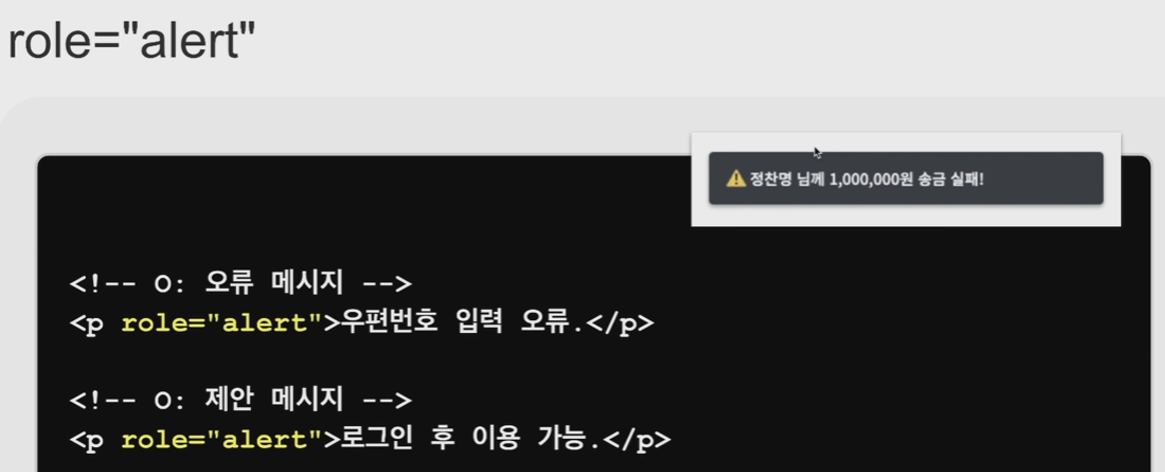 role="alert"
⚠️정찬명 님께 1,000,000원 송금 실패!
<!-- O: 오류 메시지 -->
<p role="alert">우편번호 입력 오류.</p>
<!-- O: 제안 메시지 -->
<p role="alert">로그인 후 이용 가능.</p>